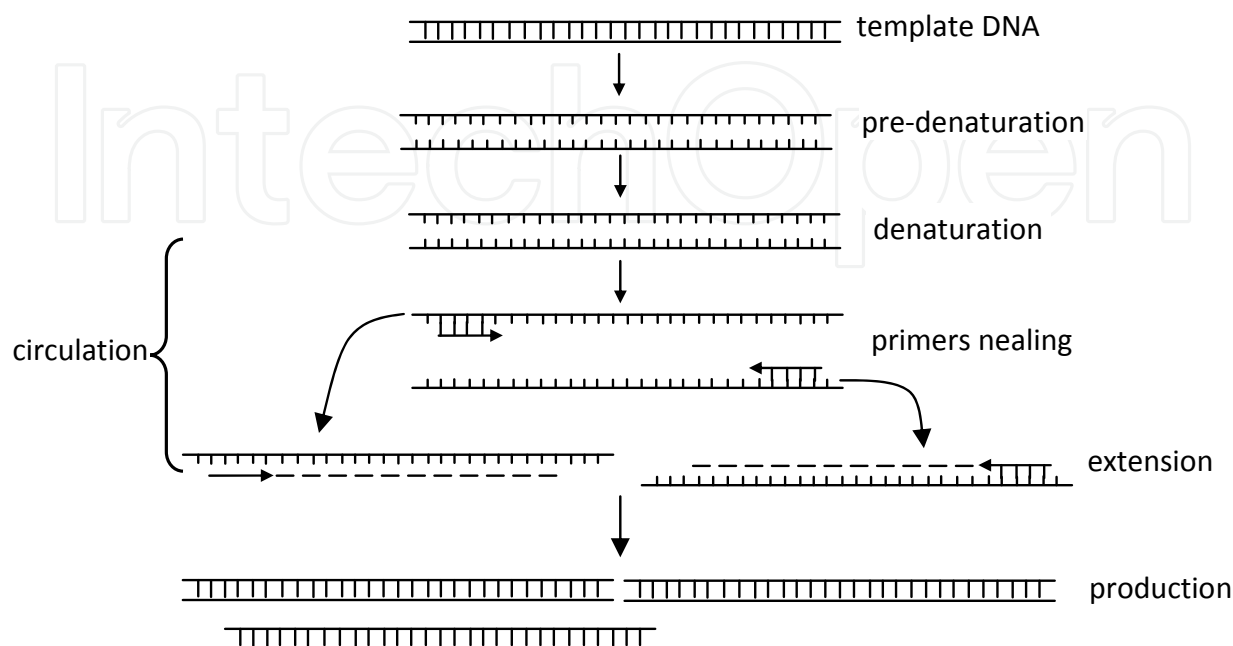 IntechOpen
template DNA
pre-denaturation
denaturation
primers nealing
circulation
extension
production